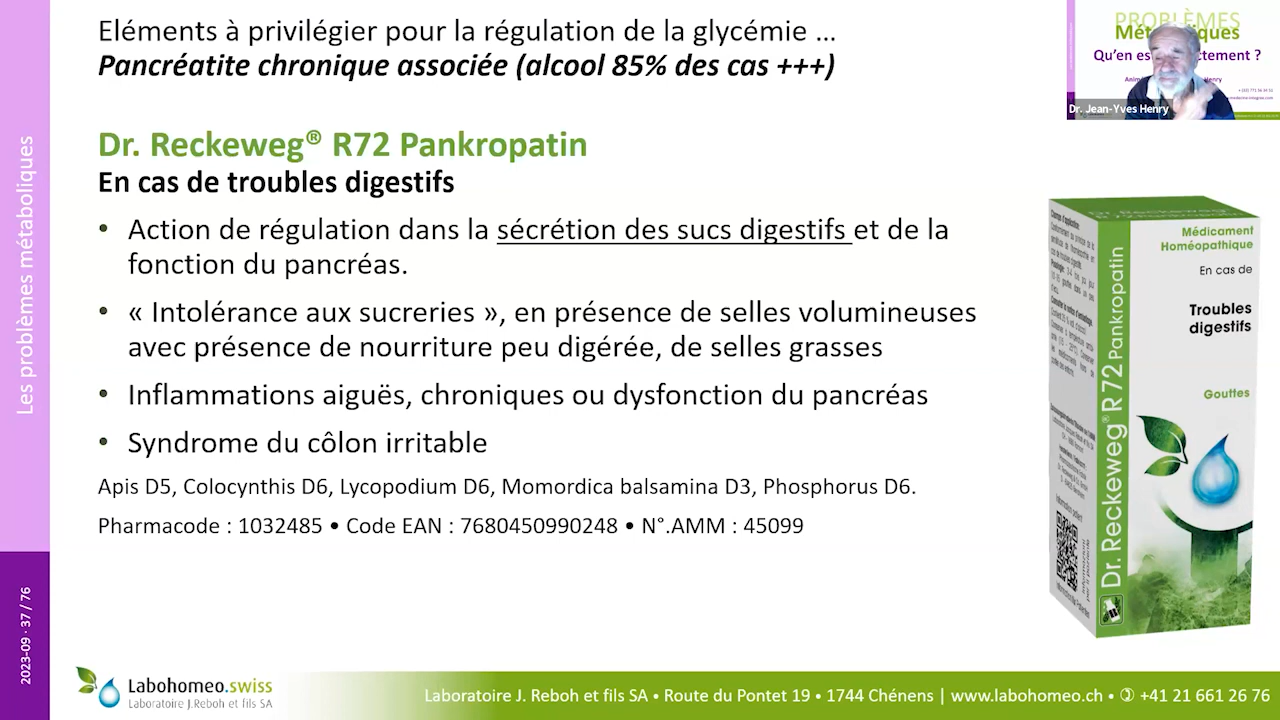 Eléments à privilégier pour la régulation de la glycémie ...
Pancréatite chronique associée (alcool 85% des cas +++)
Dr. Reckeweg® R72 Pankropatin
En cas de troubles digestifs
• Action de régulation dans la sécrétion des sucs digestifs et de la
fonction du pancréas.
• « Intolérance aux sucreries », en présence de selles volumineuses
avec présence de nourriture peu digérée, de selles grasses
• Inflammations aiguës, chroniques ou dysfonction du pancréas
• Syndrome du côlon irritable
Apis D5, Colocynthis D6, Lycopodium D6, Momordica balsamina D3, Phosphorus D6.
Pharmacode : 1032485 • Code EAN : 7680450990248 • N°.AMM : 45099
Les problèmes métaboliques
2023-09 · 37 / 76
PROBLÈMES
Qu'en es
ctement ?
Dr. Jean-Yves Henry
Médicament
Homéopathique
En cas de
Troubles
digestifs
Gouttes
Dr. Reckeweg® R 72 Pankropatin
Labohomeo.swiss
Laboratoire J.Reboh et fils SA
Laboratoire J. Reboh et fils SA • Route du Pontet 19 • 1744 Chénens | www.labohomeo.ch • ✆ +41 21 661 26 76